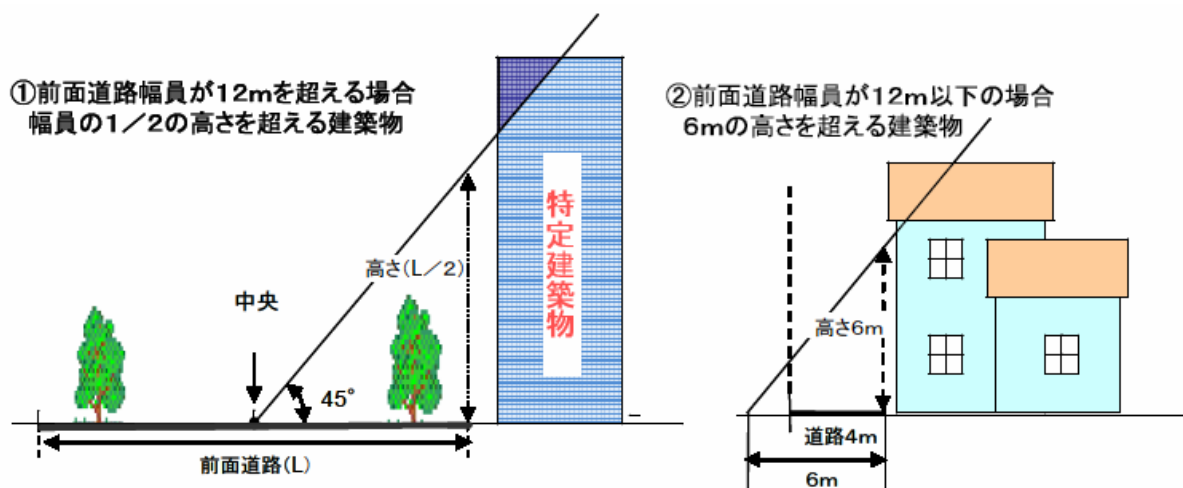 ①前面道路幅員が12mを超える場合
幅員の1/2の高さを超える建築物
特定建築物
高さ(L/2)
中央
45°
前面道路(L)
②前面道路幅員が12m以下の場合
6mの高さを超える建築物
高さ6m
道路4m
6m